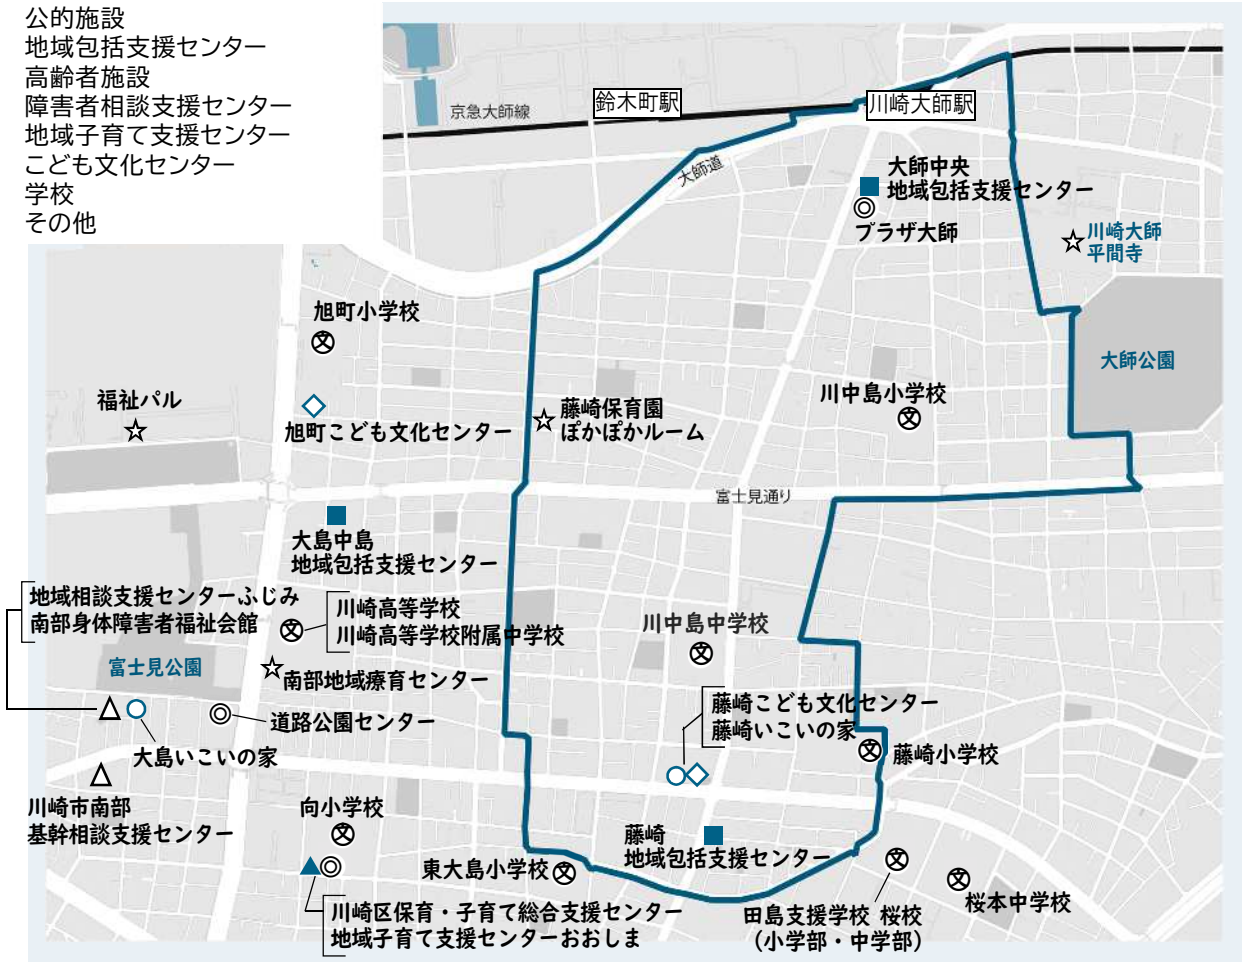 公的施設
地域包括支援センター
高齢者施設
障害者相談支援センター
地域子育て支援センター
こども文化センター
学校
その他
京急大師線
鈴木町駅
川崎大師駅
大師道
大師中央
地域包括支援センター
プラザ大師
川崎大師
平間寺
旭町小学校
大師公園
福祉パル
旭町こども文化センター
藤崎保育園
ぽかぽかルーム
川中島小学校
富士見通り
大島中島
地域包括支援センター
地域相談支援センターふじみ
南部身体障害者福祉会館
川崎高等学校
川崎高等学校附属中学校
川中島中学校
富士見公園
南部地域療育センター
道路公園センター
藤崎こども文化センター
藤崎いこいの家
大島いこいの家
藤崎小学校
川崎市南部
基幹相談支援センター
向小学校
藤崎
地域包括支援センター
東大島小学校
川崎区保育・子育て総合支援センター
地域子育て支援センターおおしま
田島支援学校 桜校
(小学部・中学部)
桜本中学校